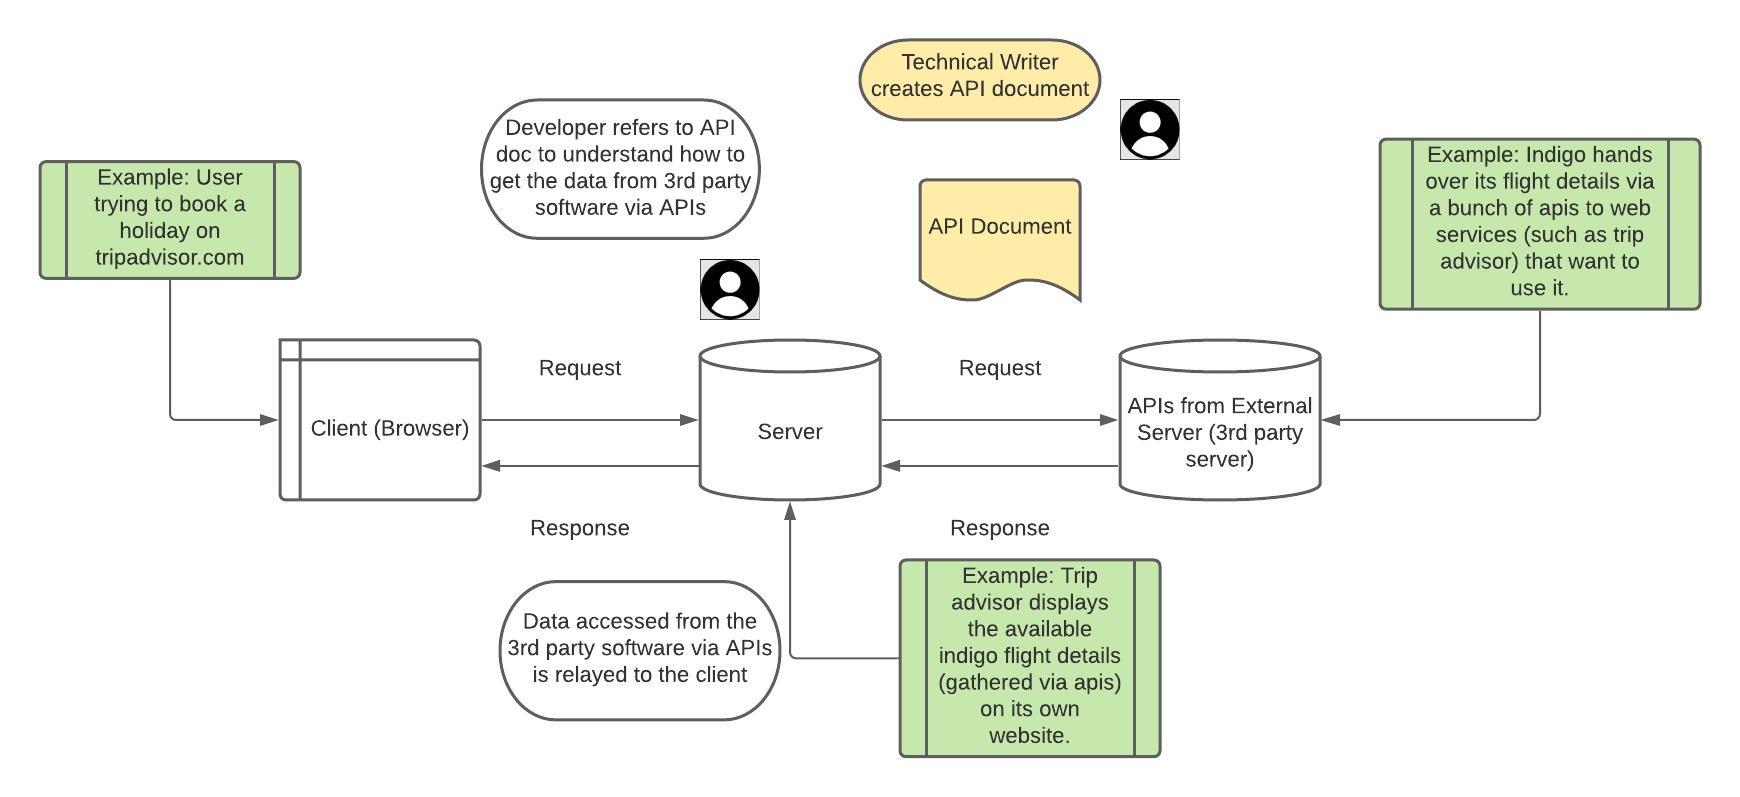 Technical Writer
creates API document
Developer refers to API
doc to understand how to
get the data from 3rd party
software via APIs
Example: User
trying to book a
holiday on
tripadvisor.com
API Document
Example: Indigo hands
over its flight details via
a bunch of apis to web
services (such as trip
advisor) that want to
use it.
Request
Request
Client (Browser)
Server
APIs from External
Server (3rd party
server)
Response
Response
Data accessed from the
3rd party software via APIs
is relayed to the client
Example: Trip
advisor displays
the available
indigo flight details
(gathered via apis)
on its own
website.